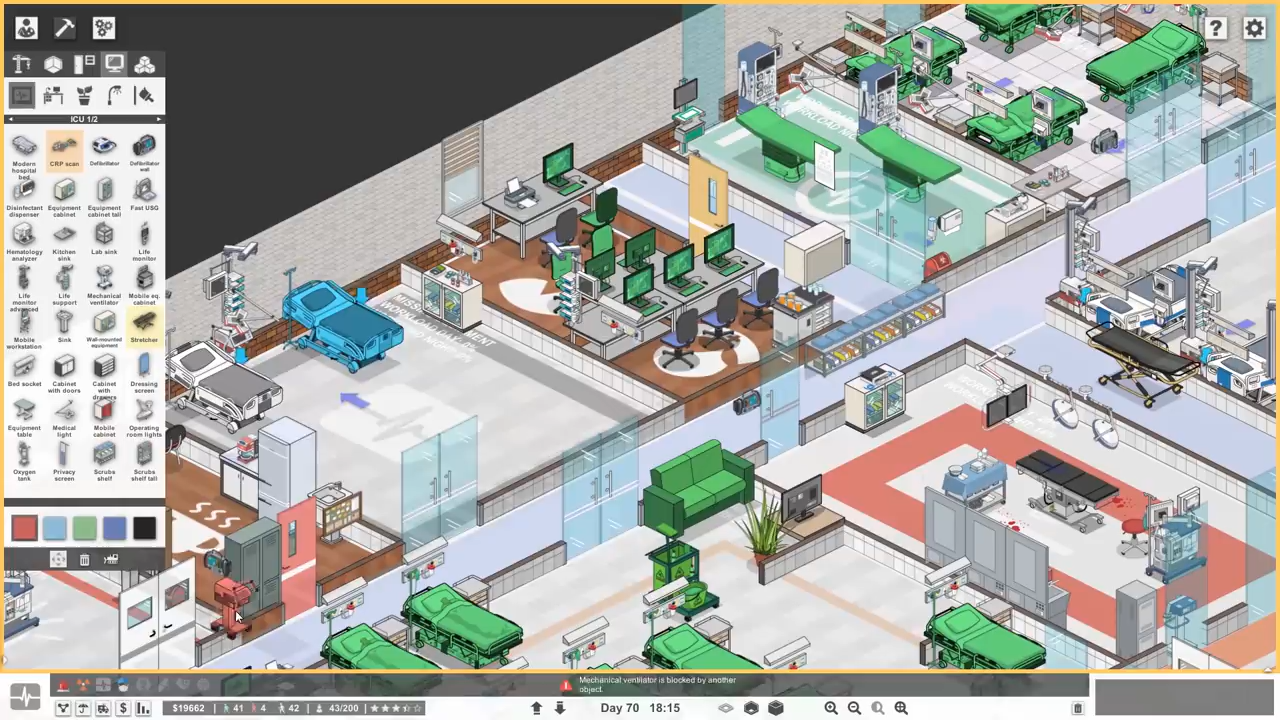 ICU 1/2
Modern hospital bed
CRP scan
Defibrillator
Defibrillator wall
Disinfectant dispenser
Equipment cabinet
Equipment cabinet tall
Fast USG
Hematology analyzer
Kitchen sink
Lab sink
Life monitor
Life monitor advanced
Life support
Mechanical ventilator
Mobile eq. cabinet
Mobile workstation
Sink
Wall-mounted equipment
Stretcher
Bed socket
Cabinet with doors
Cabinet with drawers
Dressing screen
Equipment table
Medical light
Mobile cabinet
Operating room lights
Oxygen tank
Privacy screen
Scrubs shelf
Scrubs shelf tall
?
Mechanical ventilator is blocked by another
object.
$19662
41
4
42
43/200
Day 70 18:15